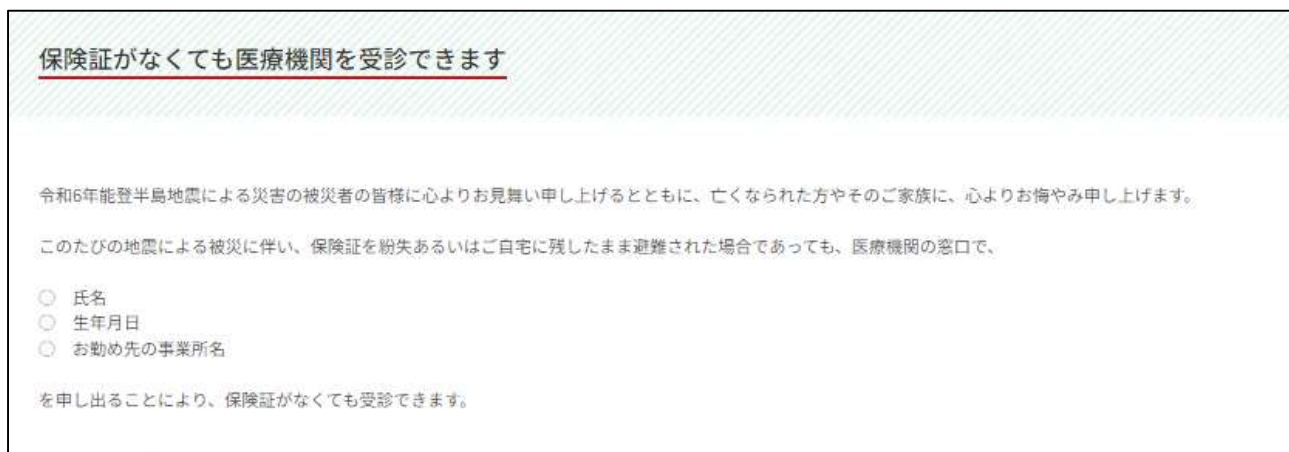 保険証がなくても医療機関を受診できます
令和6年能登半島地震による災害の被災者の皆様に心よりお見舞い申し上げるとともに、亡くなられた方やそのご家族に、心よりお悔やみ申し上げます。
このたびの地震による被災に伴い、保険証を紛失あるいはご自宅に残したまま避難された場合であっても、医療機関の窓口で、
○ 氏名
○ 生年月日
○ お勤め先の事業所名
を申し出ることにより、保険証がなくても受診できます。